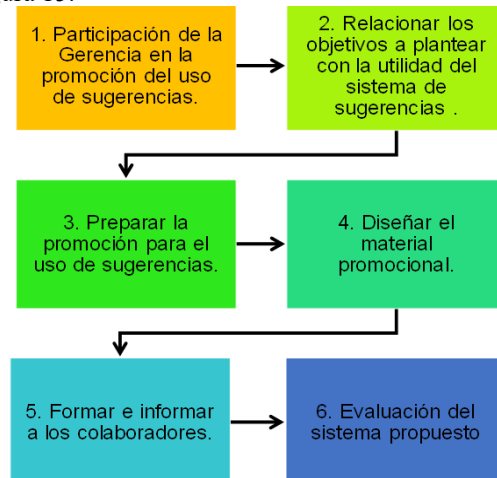 1. Participación de la
Gerencia en la
promoción del uso
de sugerencias.
2. Relacionar los
objetivos a plantear
con la utilidad del
sistema de
sugerencias .
3. Preparar la
promoción para el
uso de sugerencias.
4. Diseñar el
material
promocional.
5. Formar e informar
a los colaboradores.
6. Evaluación del
sistema propuesto